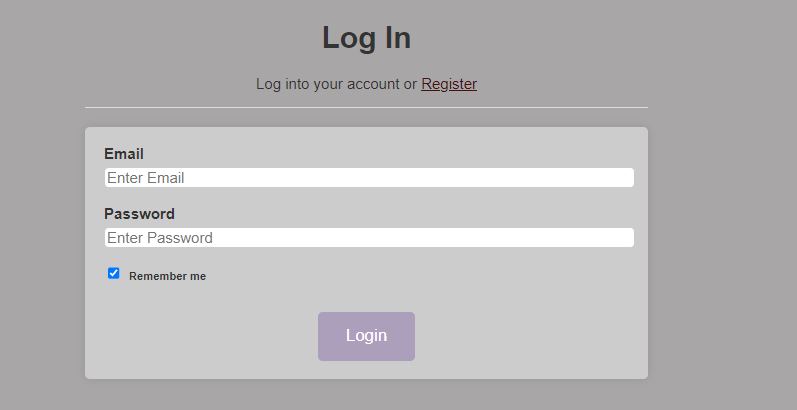 Log In
Log into your account or Register
Email
Enter Email
Password
Enter Password
Remember me
Login